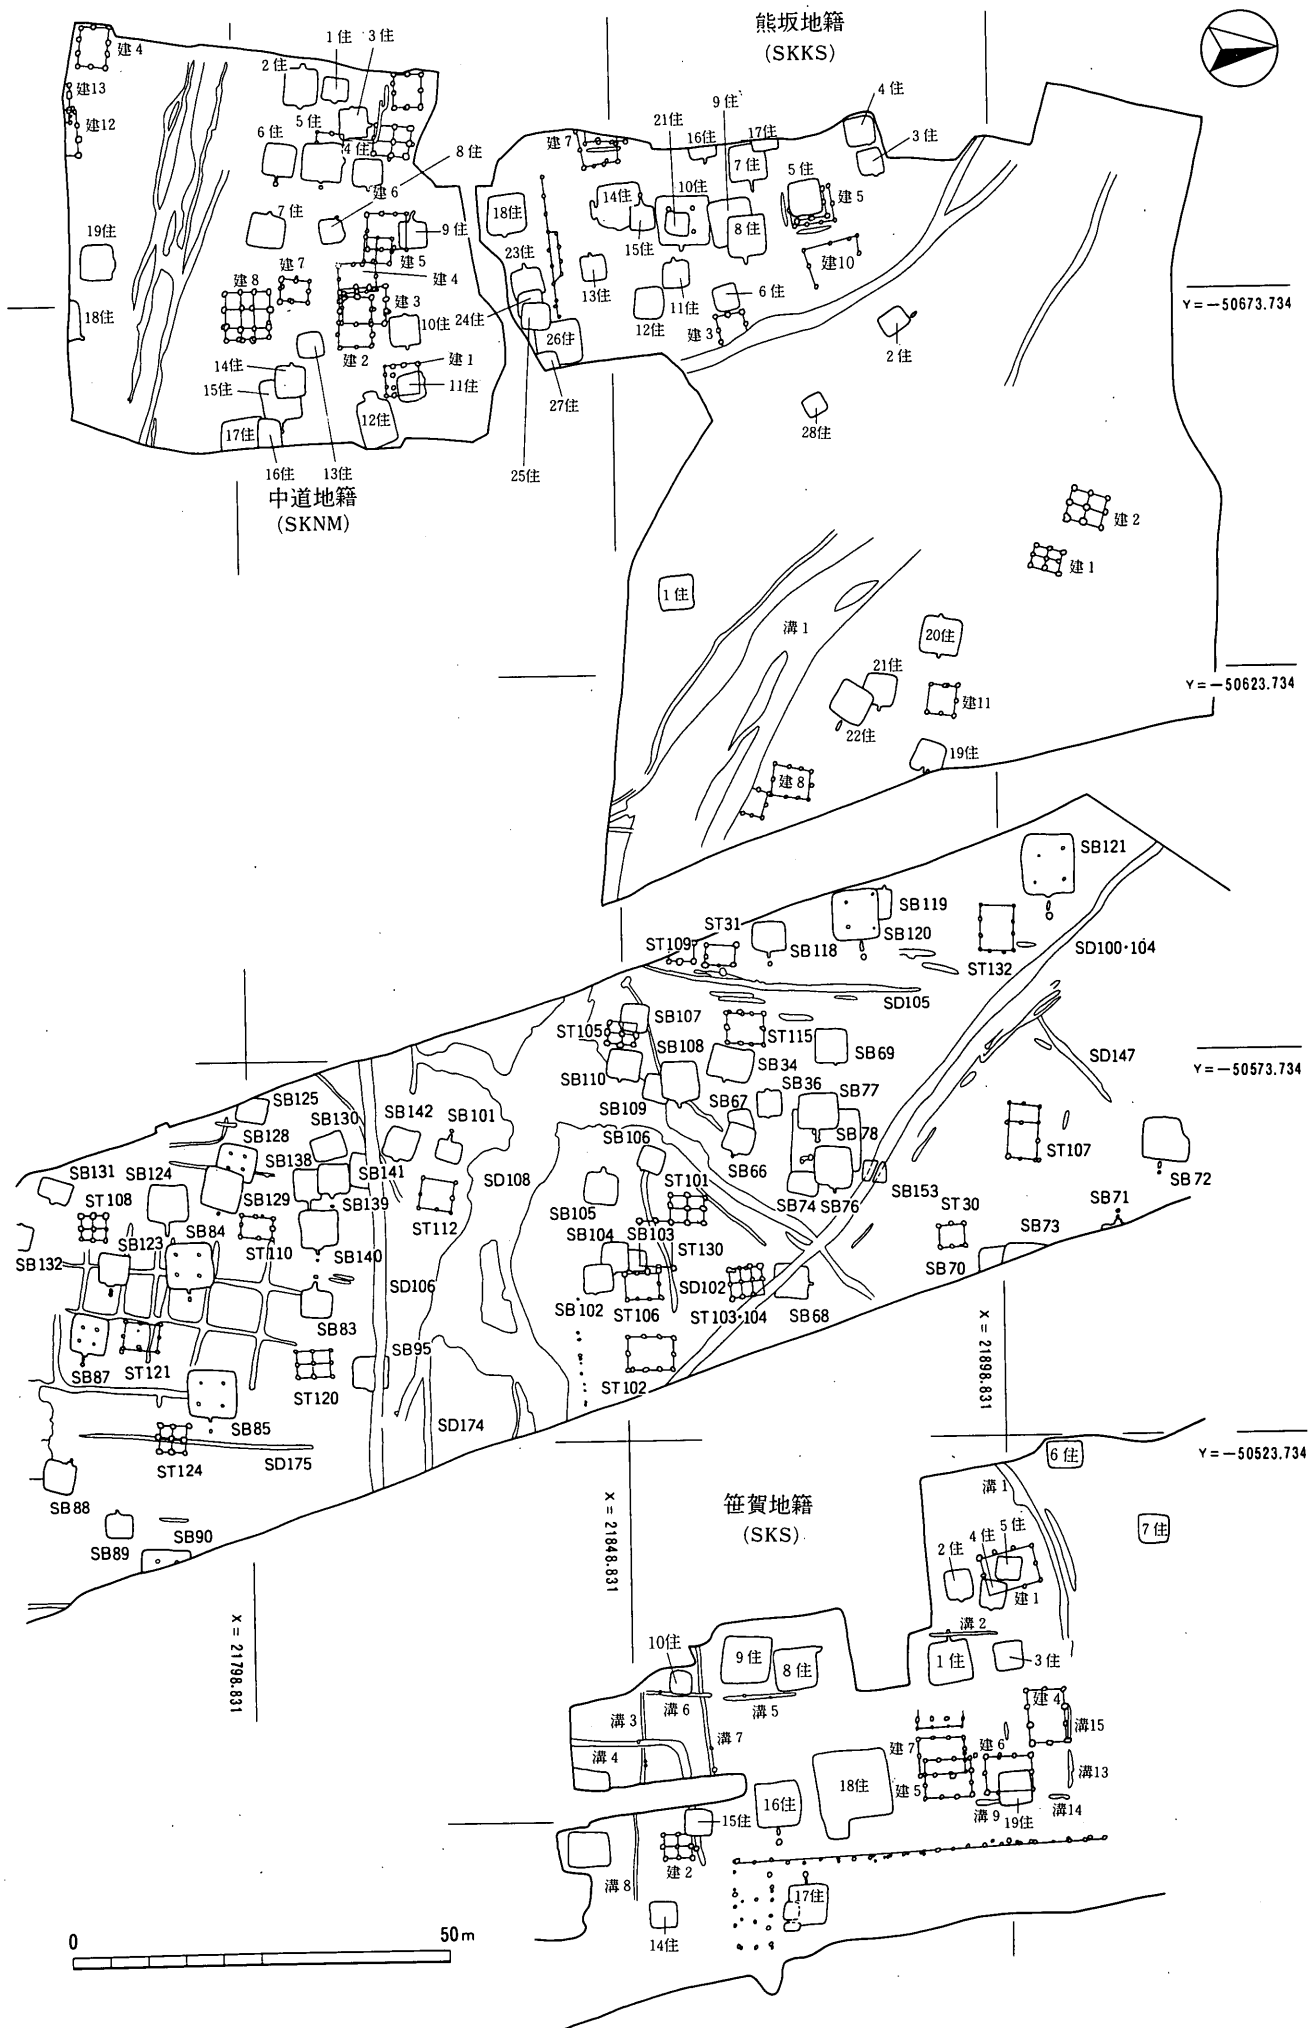 熊坂地籍
(SKKS)
建4
建13
建12
1住
3住
2住
5住
6住
4住
8住
建6
7住
9住
19住
建5
建7
建4
建8
建3
18住
10住
建2
14住
建1
15住
11住
12住
17住
16住
13住
中道地籍
(SKNM)
4住
9住
21住
17住
3住
建7
16住
7住
5住
10住
14住
建5
18住
8住
15住
23住
建10
13住
11住
6住
24住
12住
建3
26住
2住
27住
28住
25住
Y=-50673.734
建2
建1
1住
溝1
20住
21住
建11
22住
19住
建8
Y=-50623.734
SB121
SB119
ST31
SB120
ST109
SB118
SD100・104
ST132
SD105
SB107
ST105
ST115
SB108
SB69
SB34
SD147
SB110
SB36
SB77
SB109
SB67
SB106
SB78
ST107
SB66
SB72
ST101
SB153
SB105
SB74
SB76
SB71
ST30
SB73
SB104
SB103
ST130
SB70
SD102
SB102
ST106
ST103・104
SB68
ST102
Y=-50573.734
SB125
SB142
SB101
SB130
SB128
SB138
SB141
SD108
SB131
SB124
SB129
SB139
ST108
ST112
SB84
SB123
ST110
SB140
SB132
SD106
SB83
SB95
SB87
ST121
ST120
SB85
SD174
ST124
SD175
SB88
SB89
SB90
X=21898.831
X=21848.831
X=21798.831
Y=-50523.734
笹賀地籍
(SKS)
6住
溝1
7住
5住
4住
2住
建1
溝2
10住
9住
8住
1住
3住
溝6
溝5
建4
溝3
溝7
溝15
溝4
建7
建6
18住
建5
溝13
16住
溝9
溝14
15住
19住
建2
溝8
17住
14住
0
50m